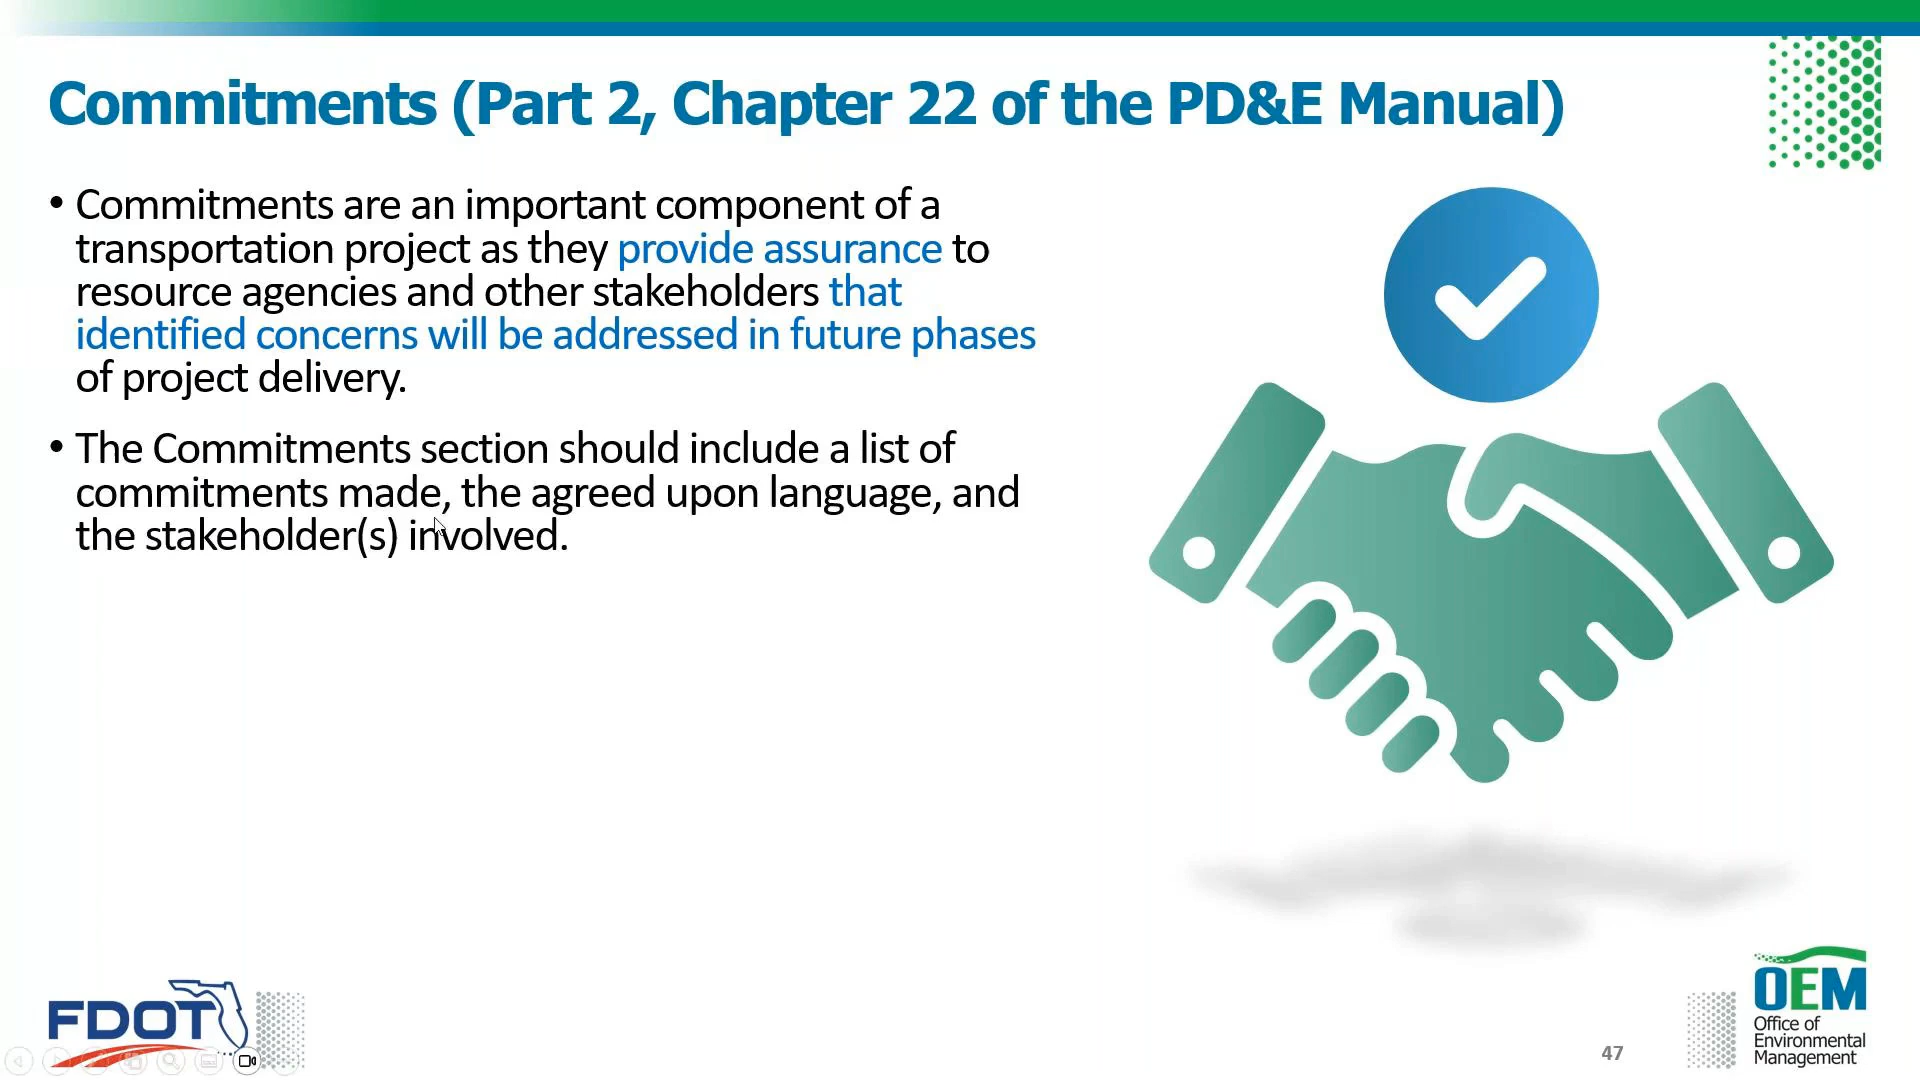 Commitments (Part 2, Chapter 22 of the PD&E Manual)
• Commitments are an important component of a
transportation project as they provide assurance to
resource agencies and other stakeholders that
identified concerns will be addressed in future phases
of project delivery.
• The Commitments section should include a list of
commitments made, the agreed upon language, and
the stakeholder(s) involved.
FDOT
47
OEM
Office of
Environmental
Management